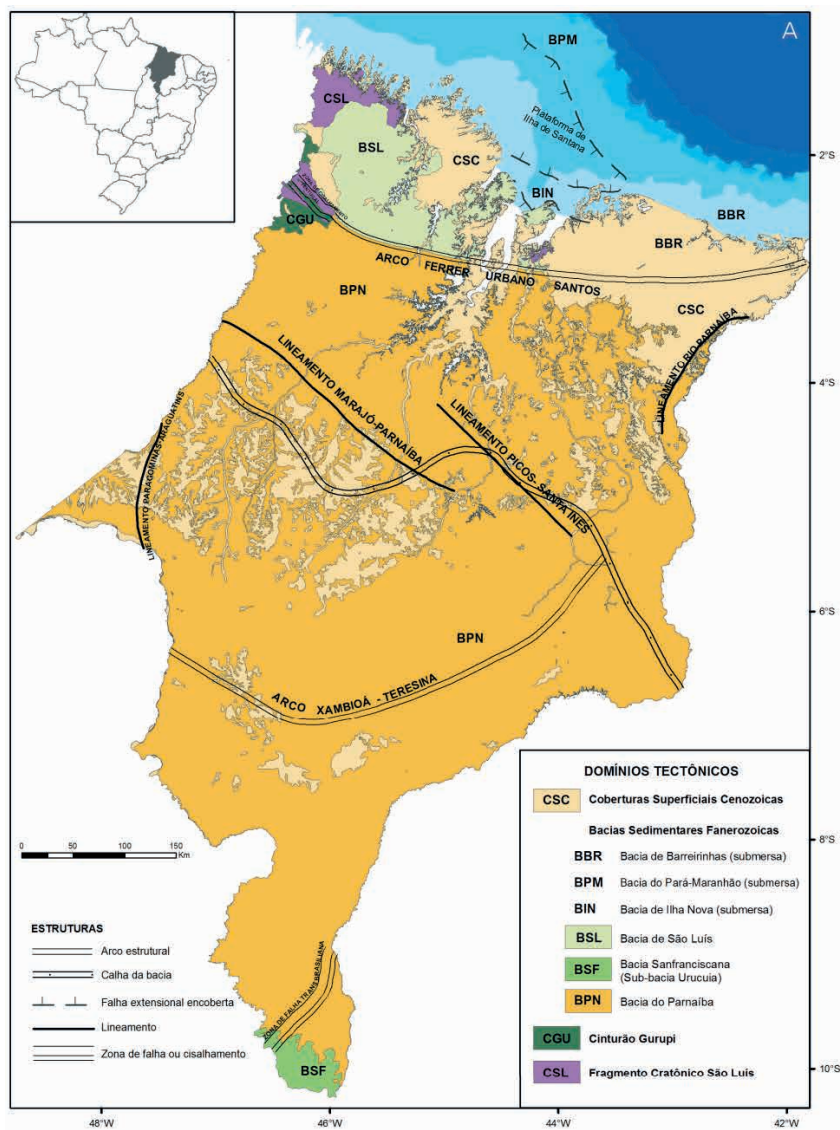 A
BPM
Plataforma de
Ilha de Santana
CSL
BSL
CSC
2°S
BIN
BBR
BBR
CGU
ARCO FERRER URBANO SANTOS
BPN
CSC
LINEAMENTO RIO PARNAÍBA
LINEAMENTO MARAJÓ-PARNAÍBA
4°S
LINEAMENTO PICOS-SANTA INÊS
LINEAMENTO PARAGOMINAS-ARAGUATINS
6°S
BPN
ARCO XAMBIOÁ - TERESINA
DOMÍNIOS TECTÔNICOS
CSC Coberturas Superficiais Cenozoicas
Bacias Sedimentares Fanerozoicas
BBR Bacia de Barreirinhas (submersa)
BPM Bacia do Pará-Maranhão (submersa)
BIN Bacia de Ilha Nova (submersa)
BSL Bacia de São Luís
BSF Bacia Sanfranciscana
(Sub-bacia Urucuia)
BPN Bacia do Parnaíba
CGU Cinturão Gurupi
CSL Fragmento Cratônico São Luís
8°S
0 50 100 150
Km
ESTRUTURAS
Arco estrutural
Calha da bacia
Falha extensional encoberta
Lineamento
Zona de falha ou cisalhamento
ZONA DE FALHA TRANSBRASILIANA
BSF
10°S
48°W 46°W 44°W 42°W